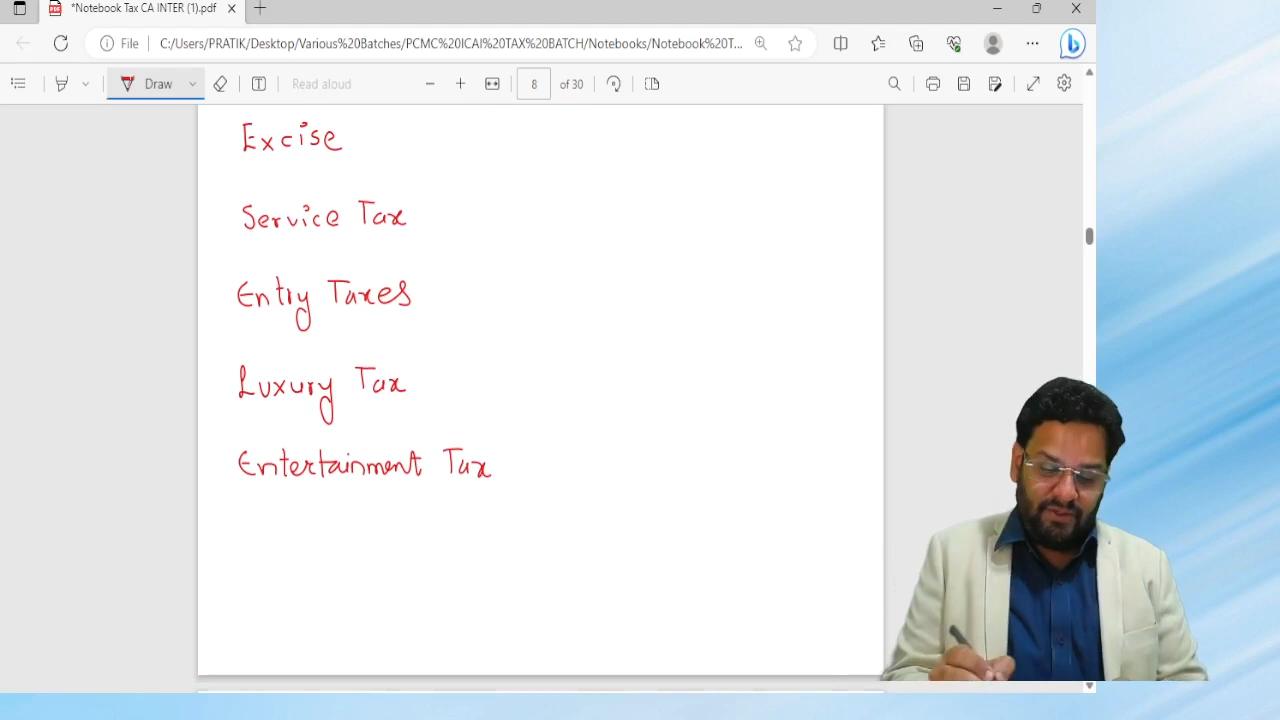 *Notebook Tax CA INTER (1).pdf
File
C:/Users/PRATIK/Desktop/Various%20Batches/PCMC%20ICAI%20TAX%20BATCH/Notebooks/Notebook%20T...
Draw
Read aloud
8
of 30
Excise
Service Tax
Entry Taxes
Luxury Tax
Entertainment Tax